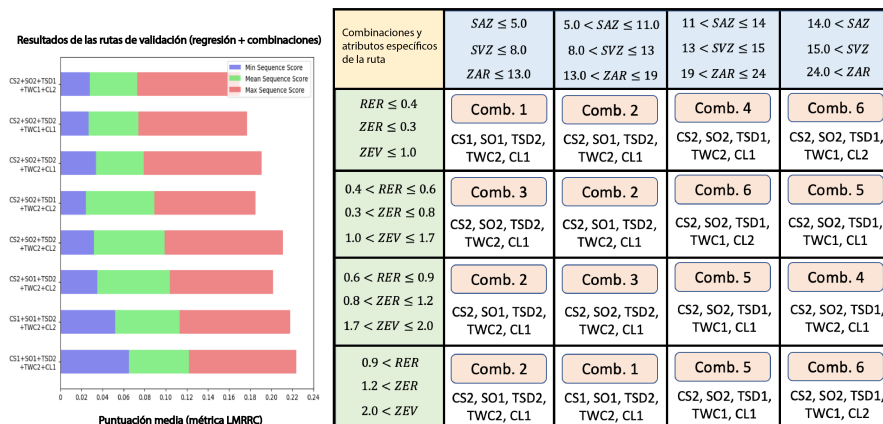 Resultados de las rutas de validación (regresión + combinaciones)
Min Sequence Score
Mean Sequence Score
Max Sequence Score
CS2+SO2+TSD1
+TWC1+CL2
CS2+SO2+TSD2
+TWC1+CL1
CS2+SO2+TSD2
+TWC2+CL1
CS2+SO2+TSD1
+TWC2+CL2
CS2+SO2+TSD2
+TWC2+CL2
CS2+SO1+TSD2
+TWC2+CL2
CS1+SO1+TSD2
+TWC2+CL2
CS1+SO1+TSD2
+TWC2+CL1
0 0.02 0.04 0.06 0.08 0.10 0.12 0.14 0.16 0.18 0.20 0.22 0.24
Puntuación media (métrica LMRRC)
Combinaciones y
atributos específicos
de la ruta
SAZ ≤ 5.0
SVZ ≤ 8.0
ZAR ≤ 13.0
5.0 < SAZ ≤ 11.0
8.0 < SVZ ≤ 13
13.0 < ZAR ≤ 19
11 < SAZ ≤ 14
13 < SVZ ≤ 15
19 < ZAR ≤ 24
14.0 < SAZ
15.0 < SVZ
24.0 < ZAR
RER ≤ 0.4
ZER ≤ 0.3
ZEV ≤ 1.0
Comb. 1
CS1, SO1, TSD2,
TWC2, CL1
Comb. 2
CS2, SO1, TSD2,
TWC2, CL1
Comb. 4
CS2, SO2, TSD1,
TWC2, CL1
Comb. 6
CS2, SO2, TSD1,
TWC1, CL2
0.4 < RER ≤ 0.6
0.3 < ZER ≤ 0.8
1.0 < ZEV ≤ 1.7
Comb. 3
CS2, SO2, TSD2,
TWC2, CL1
Comb. 2
CS2, SO1, TSD2,
TWC2, CL1
Comb. 6
CS2, SO2, TSD1,
TWC1, CL2
Comb. 5
CS2, SO2, TSD1,
TWC1, CL1
0.6 < RER ≤ 0.9
0.8 < ZER ≤ 1.2
1.7 < ZEV ≤ 2.0
Comb. 2
CS2, SO1, TSD2,
TWC2, CL1
Comb. 3
CS2, SO2, TSD2,
TWC2, CL1
Comb. 5
CS2, SO2, TSD1,
TWC1, CL1
Comb. 4
CS2, SO2, TSD1,
TWC2, CL1
0.9 < RER
1.2 < ZER
2.0 < ZEV
Comb. 2
CS2, SO1, TSD2,
TWC2, CL1
Comb. 1
CS1, SO1, TSD2,
TWC2, CL1
Comb. 5
CS2, SO2, TSD1,
TWC1, CL1
Comb. 6
CS2, SO2, TSD1,
TWC1, CL2